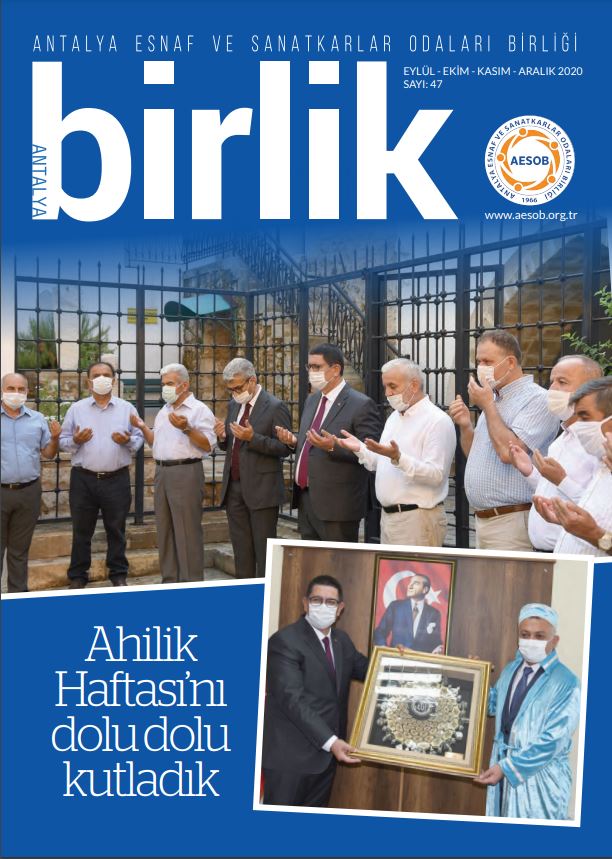 ANTALYA ESNAF VE SANATKARLAR ODALARI BİRLİĞİ
ANTALYA
birlik
EYLÜL - EKİM - KASIM - ARALIK 2020
SAYI: 47
ANTALYA ESNAF VE SANATKARLAR ODALARI BİRLİĞİ
AESOB
1966
www.aesob.org.tr
Ahilik
Haftası'nı
dolu dolu
kutladık